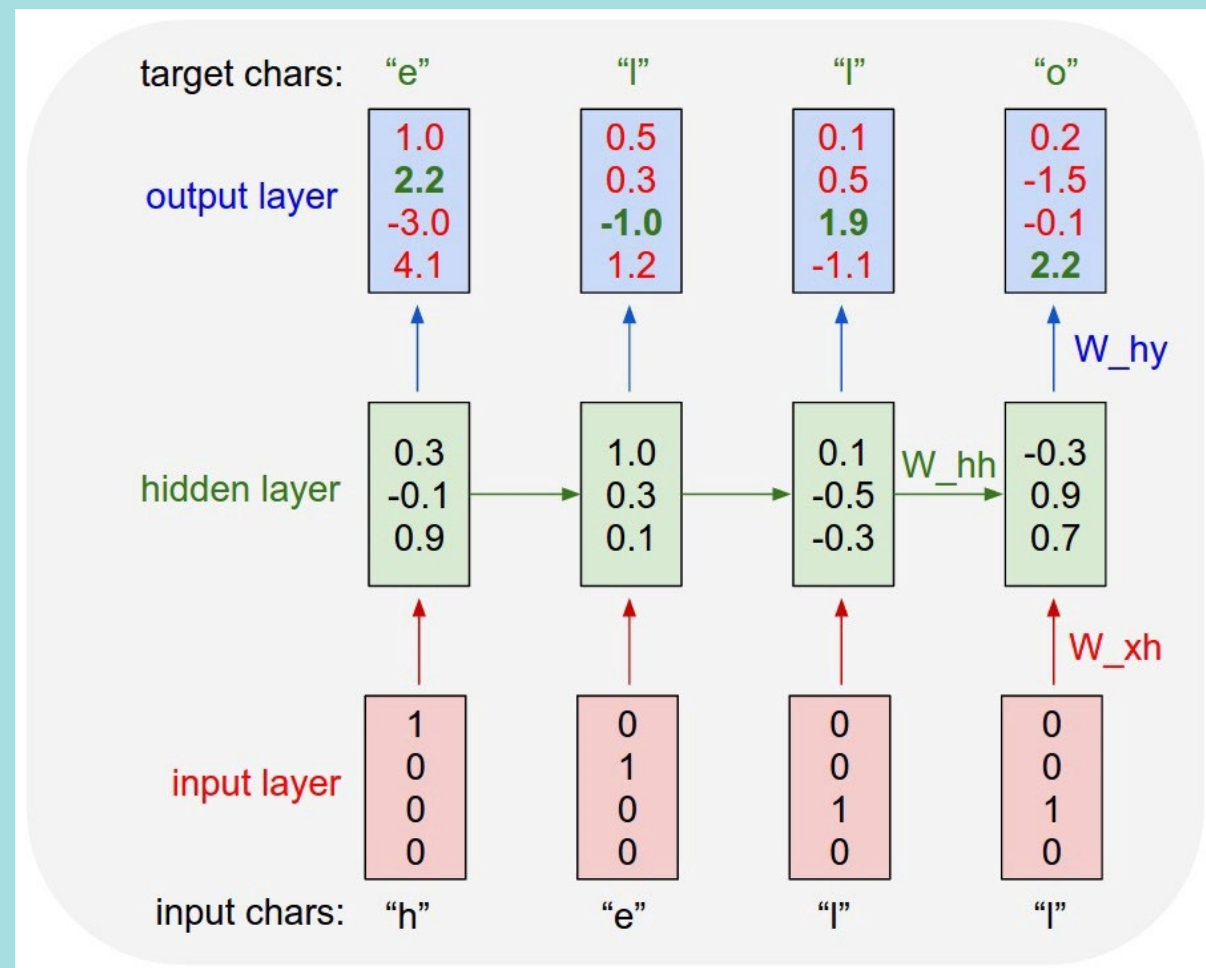 target chars: “e” “l” “l” “o”
output layer
1.0 0.5 0.1 0.2
2.2 0.3 0.5 -1.5
-3.0 -1.0 1.9 -0.1
4.1 1.2 -1.1 2.2
W_hy
hidden layer
0.3 1.0 0.1 W_hh -0.3
-0.1 0.3 -0.5 0.9
0.9 0.1 -0.3 0.7
W_xh
input layer
1 0 0 0
0 1 0 0
0 0 1 1
0 0 0 0
input chars: “h” “e” “l” “l”